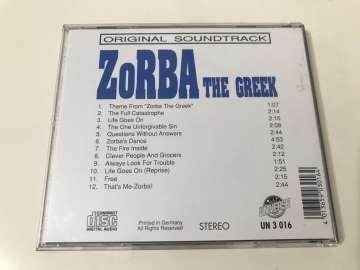 ORIGINAL SOUNDTRACK
ZORBA THE GREEK
1. Theme From "Zorba The Greek" 1:07
2. The Full Catastrophe 2:14
3. Life Goes On 2:15
4. The One Unforgivable Sin 2:08
5. Questions Without Answers 2:44
6. Zorba's Dance 4:53
7. The Fire Inside 2:42
8. Clever People And Grocers 2:12
9. Always Look For Trouble 1:51
10. Life Goes On (Reprise) 2:25
11. Free 2:15
12. That's Me-Zorba! 2:44
COMPACT
disc
DIGITAL AUDIO
Printed in Germany
All Rights Reserved!
STEREO
UN 3 016